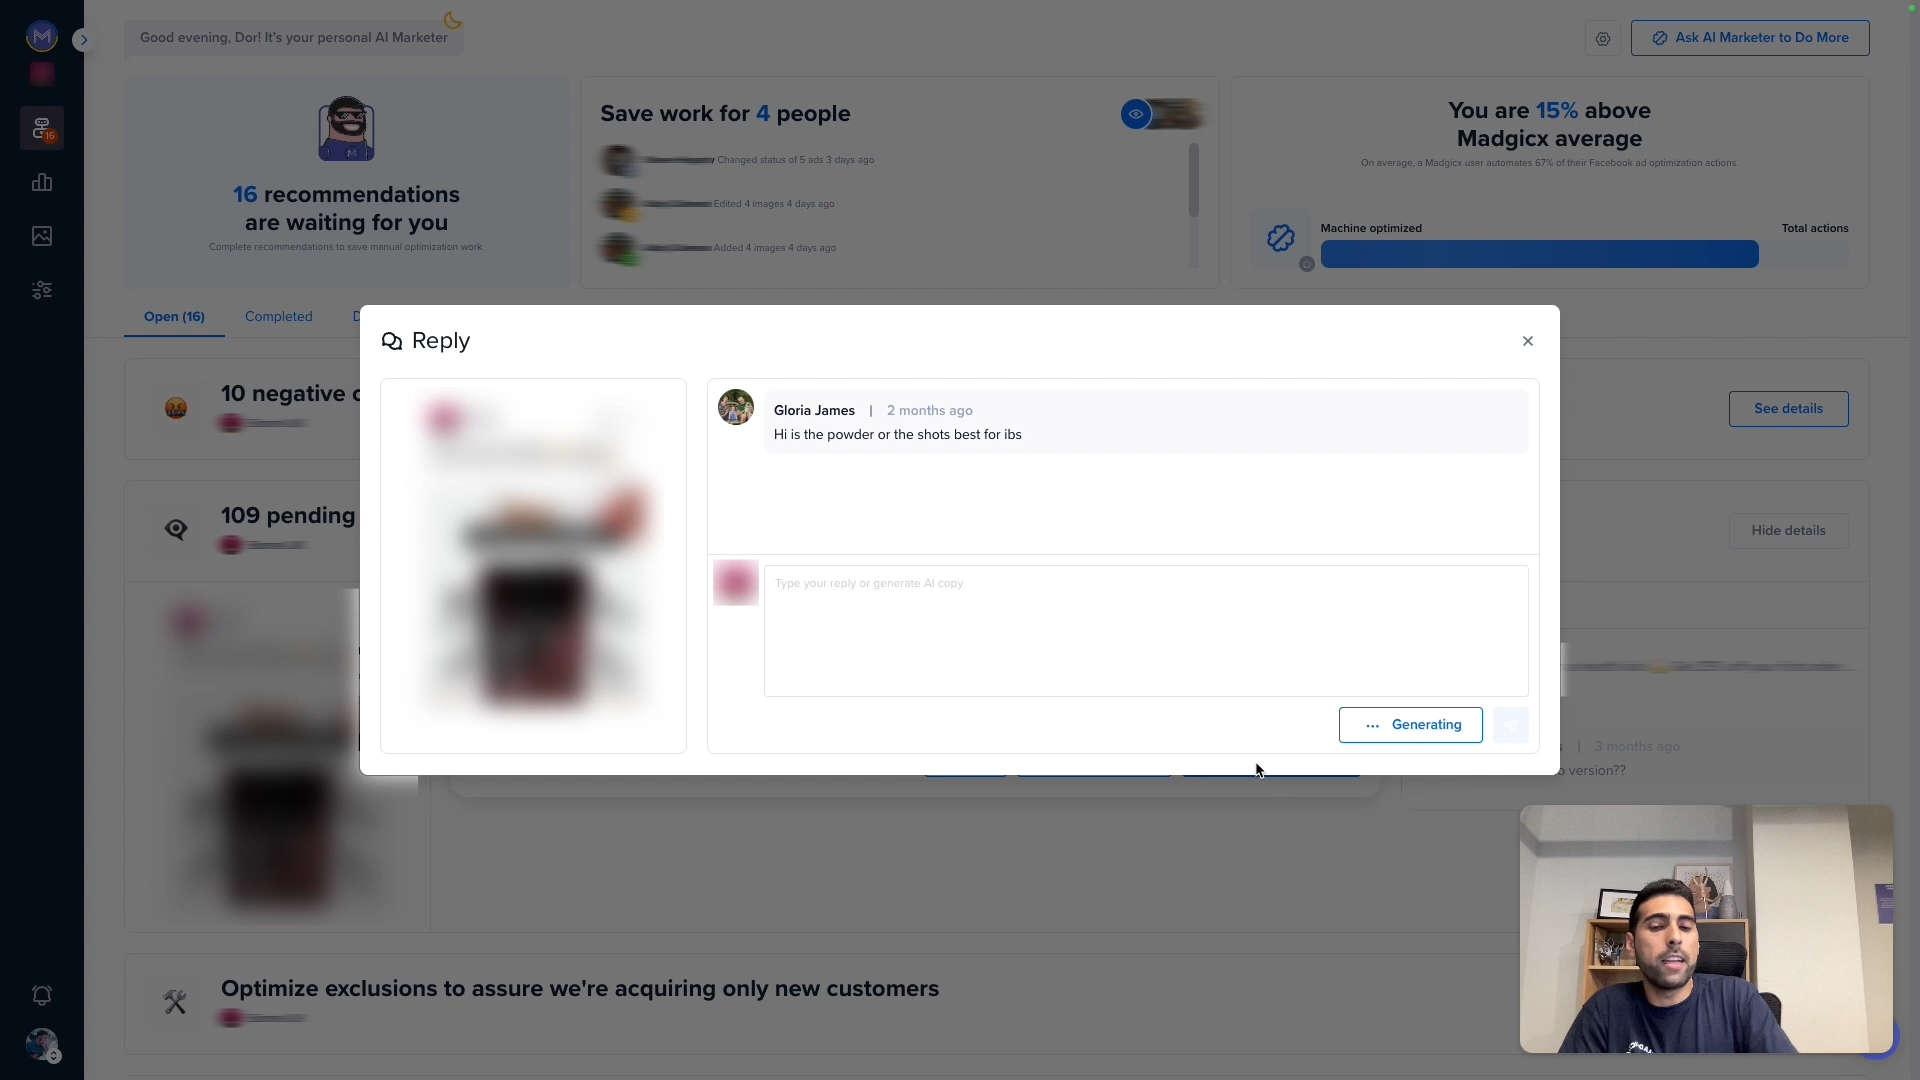 Good evening, Dor! It's your personal AI Marketer
Ask AI Marketer to Do More
16 recommendations
are waiting for you
Complete recommendations to save manual optimization work.
Save work for 4 people
Changed status of 5 ads 3 days ago
Edited 4 images 4 days ago
Added 4 images 4 days ago
You are 15% above
Madgicx average
On average, a Madgicx user automates 67% of their Facebook ad optimization actions.
Machine optimized
Total actions
16
Open (16)
Completed
Reply
10 negative
See details
Gloria James | 2 months ago
Hi is the powder or the shots best for ibs
109 pending
Hide details
Type your reply or generate AI copy
... Generating
| 3 months ago
version??
Optimize exclusions to assure we're acquiring only new customers